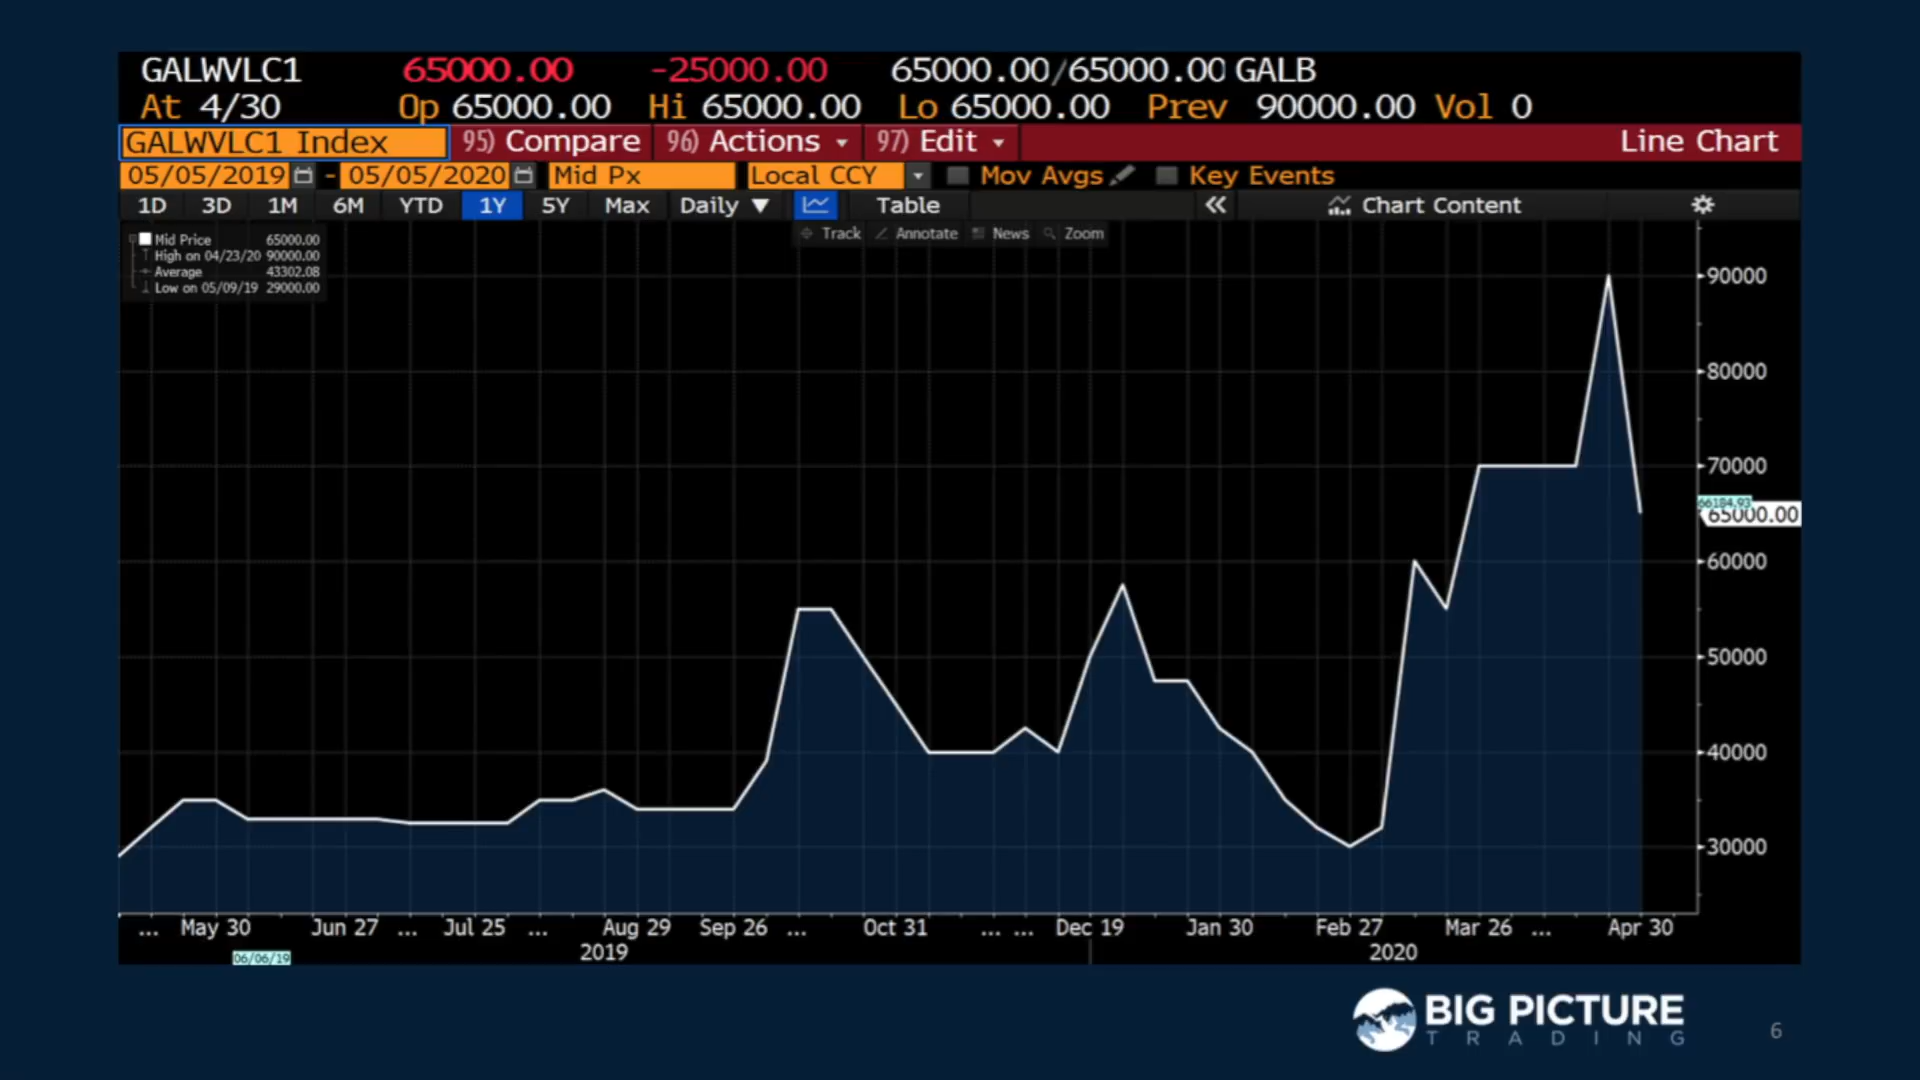 GALWVLC1 65000.00 -25000.00 65000.00/65000.00 GALB
At 4/30 Op 65000.00 Hi 65000.00 Lo 65000.00 Prev 90000.00 Vol 0
GALWVLC1 Index 95) Compare 96) Actions 97) Edit Line Chart
05/05/2019 - 05/05/2020 Mid Px Local CCY Mov Avgs Key Events
1D 3D 1M 6M YTD 1Y 5Y Max Daily ▼ Table « Chart Content
Track Annotate News Zoom
Mid Price 65000.00
High on 04/23/20 90000.00
Average 43302.08
Low on 05/09/19 29000.00
90000
80000
70000
66184.93
65000.00
60000
50000
40000
30000
... May 30 Jun 27 ... Jul 25 ... Aug 29 Sep 26 ... Oct 31 ... ... Dec 19 Jan 30 Feb 27 Mar 26 ... Apr 30
2019 2020
06/06/19
BIG PICTURE
TRADING
6